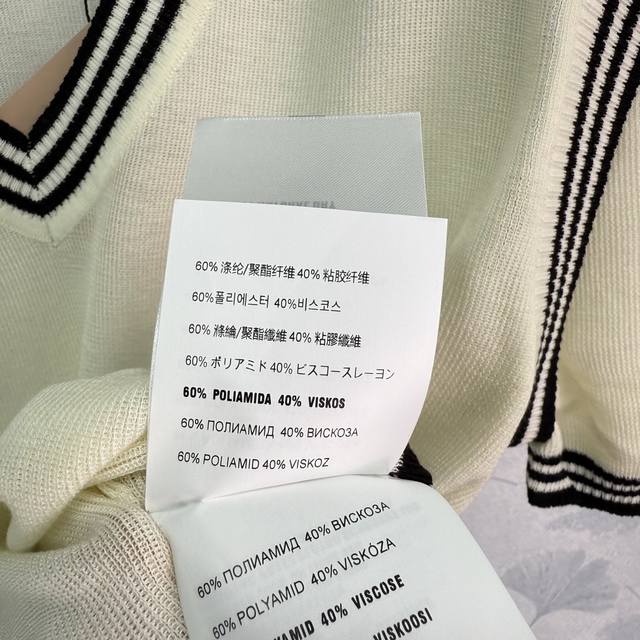 60% 涤纶/聚酯纤维 40% 粘胶纤维
60%폴리에스터 40%비스코스
60% 滌綸/聚酯纖維 40% 粘膠纖維
60% ポリアミド 40% ビスコースレーヨン
60% POLIAMIDA 40% VISKOS
60% ПОЛИАМИД 40% ВИСКОЗА
60% POLIAMID 40% VISKOZ
60% ПОЛИАМИД 40% ВИСКОЗА
60% POLYAMID 40% VISKÓZA
AMID 40% VISCOSE
% VISKOOSI